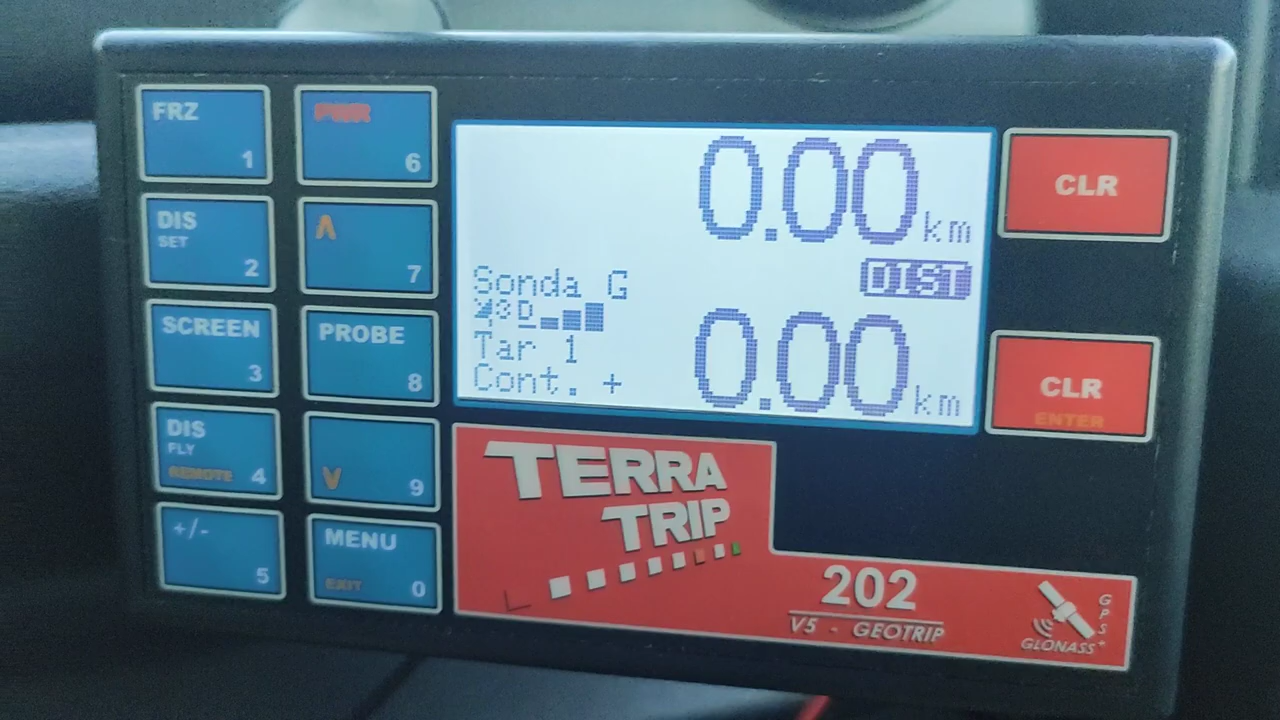 FRZ
1
PWR
6
DIS
SET
2
∧
7
SCREEN
3
PROBE
8
DIS
FLY
REMOTE 4
∨
9
+/-
5
MENU
EXIT 0
0.00 km
DIST
Sonda G
3D
Tar 1
Cont. +
0.00 km
CLR
CLR
ENTER
TERRA
TRIP
202
V5 - GEOTRIP
GPS
GLONASS+